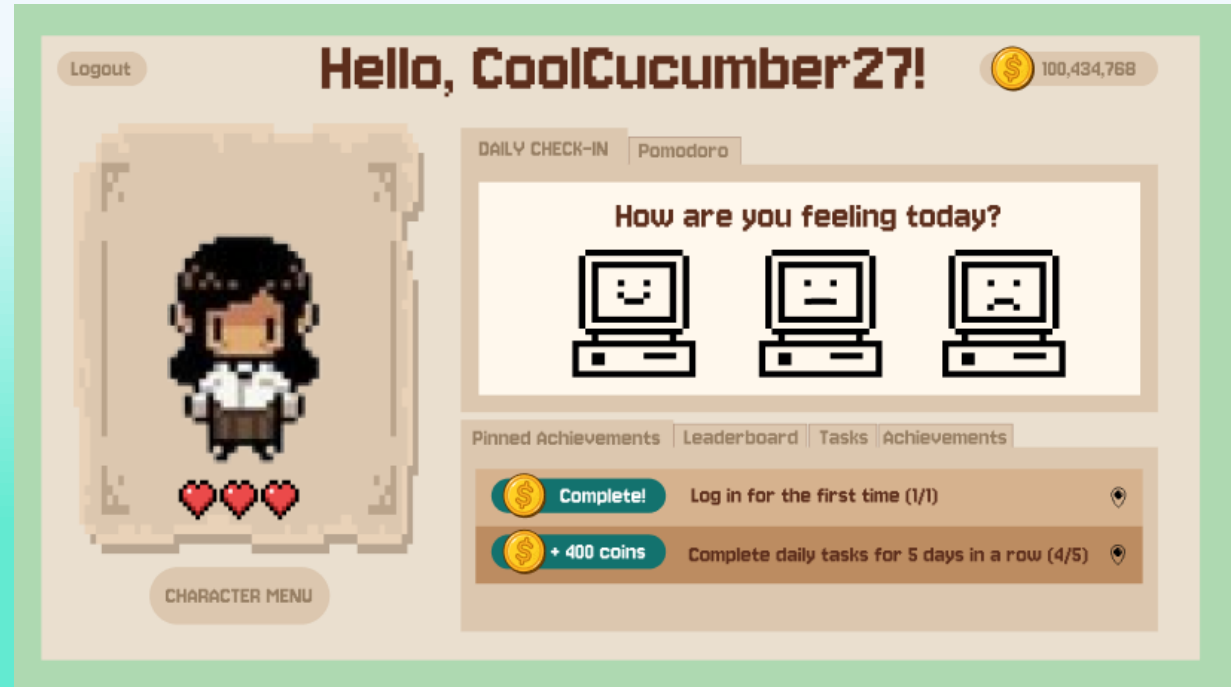 Logout
Hello, CoolCucumber27!
$ 100,434,768
DAILY CHECK-IN
Pomodoro
How are you feeling today?
Pinned Achievements
Leaderboard
Tasks
Achievements
$ Complete! Log in for the first time (1/1)
$ + 400 coins Complete daily tasks for 5 days in a row (4/5)
CHARACTER MENU